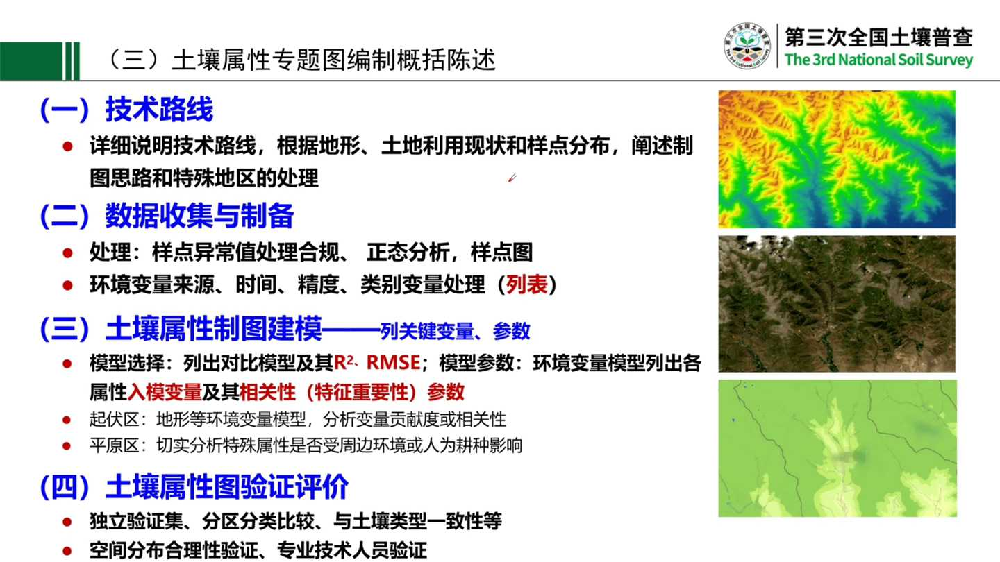 （三）土壤属性专题图编制概括陈述
第三次全国土壤普查
The 3rd National Soil Survey
（一）技术路线
● 详细说明技术路线，根据地形、土地利用现状和样点分布，阐述制
图思路和特殊地区的处理
（二）数据收集与制备
● 处理：样点异常值处理合规、 正态分析，样点图
● 环境变量来源、时间、精度、类别变量处理（列表）
（三）土壤属性制图建模———列关键变量、参数
● 模型选择：列出对比模型及其R²、RMSE；模型参数：环境变量模型列出各
属性入模变量及其相关性（特征重要性）参数
● 起伏区：地形等环境变量模型，分析变量贡献度或相关性
● 平原区：切实分析特殊属性是否受周边环境或人为耕种影响
（四）土壤属性图验证评价
● 独立验证集、分区分类比较、与土壤类型一致性等
● 空间分布合理性验证、专业技术人员验证